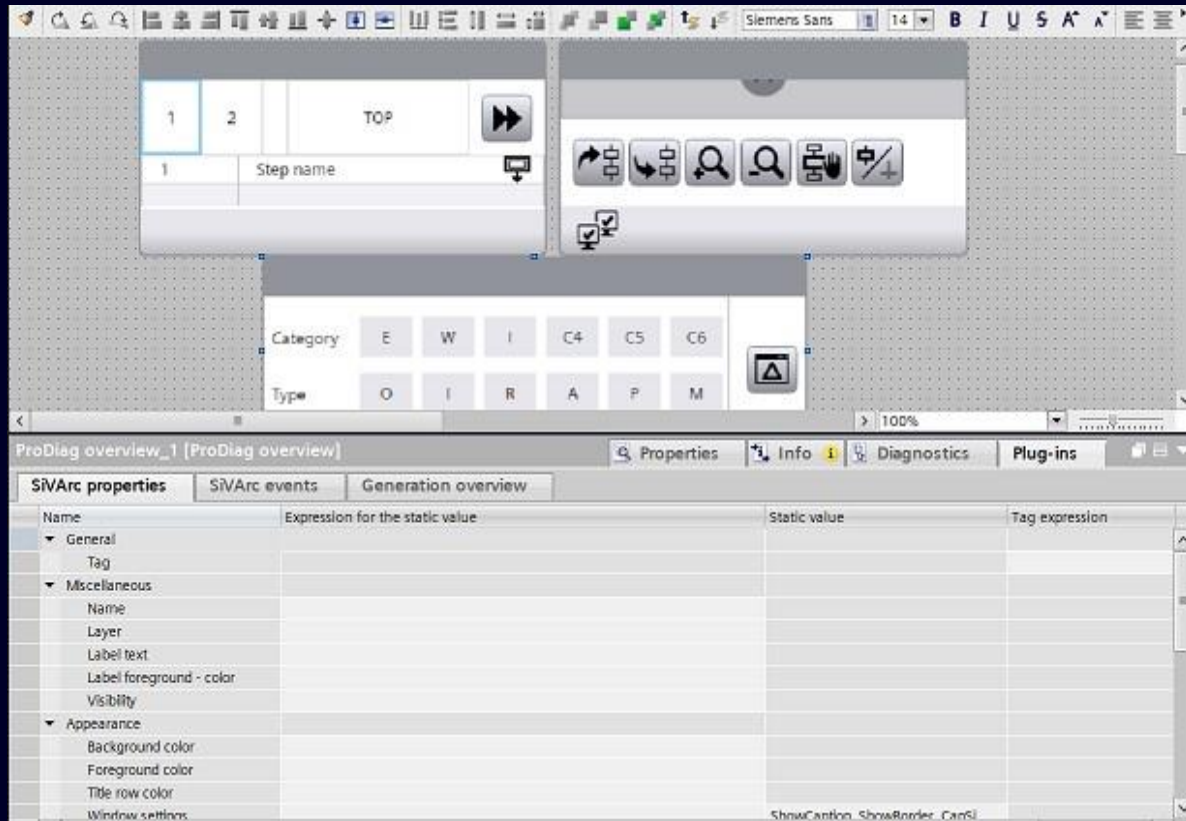 Siemens Sans 14 B I U S A A
1 2 TOP
1 Step name
Category E W I C4 C5 C6
Type O I R A P M
100%
ProDiag overview_1 [ProDiag overview] Properties Info Diagnostics Plug-ins
SiVArc properties SiVArc events Generation overview
Name Expression for the static value Static value Tag expression
General
Tag
Miscellaneous
Name
Layer
Label text
Label foreground - color
Visibility
Appearance
Background color
Foreground color
Title row color
Window settings ShowCaption, ShowBorder, CanSi...